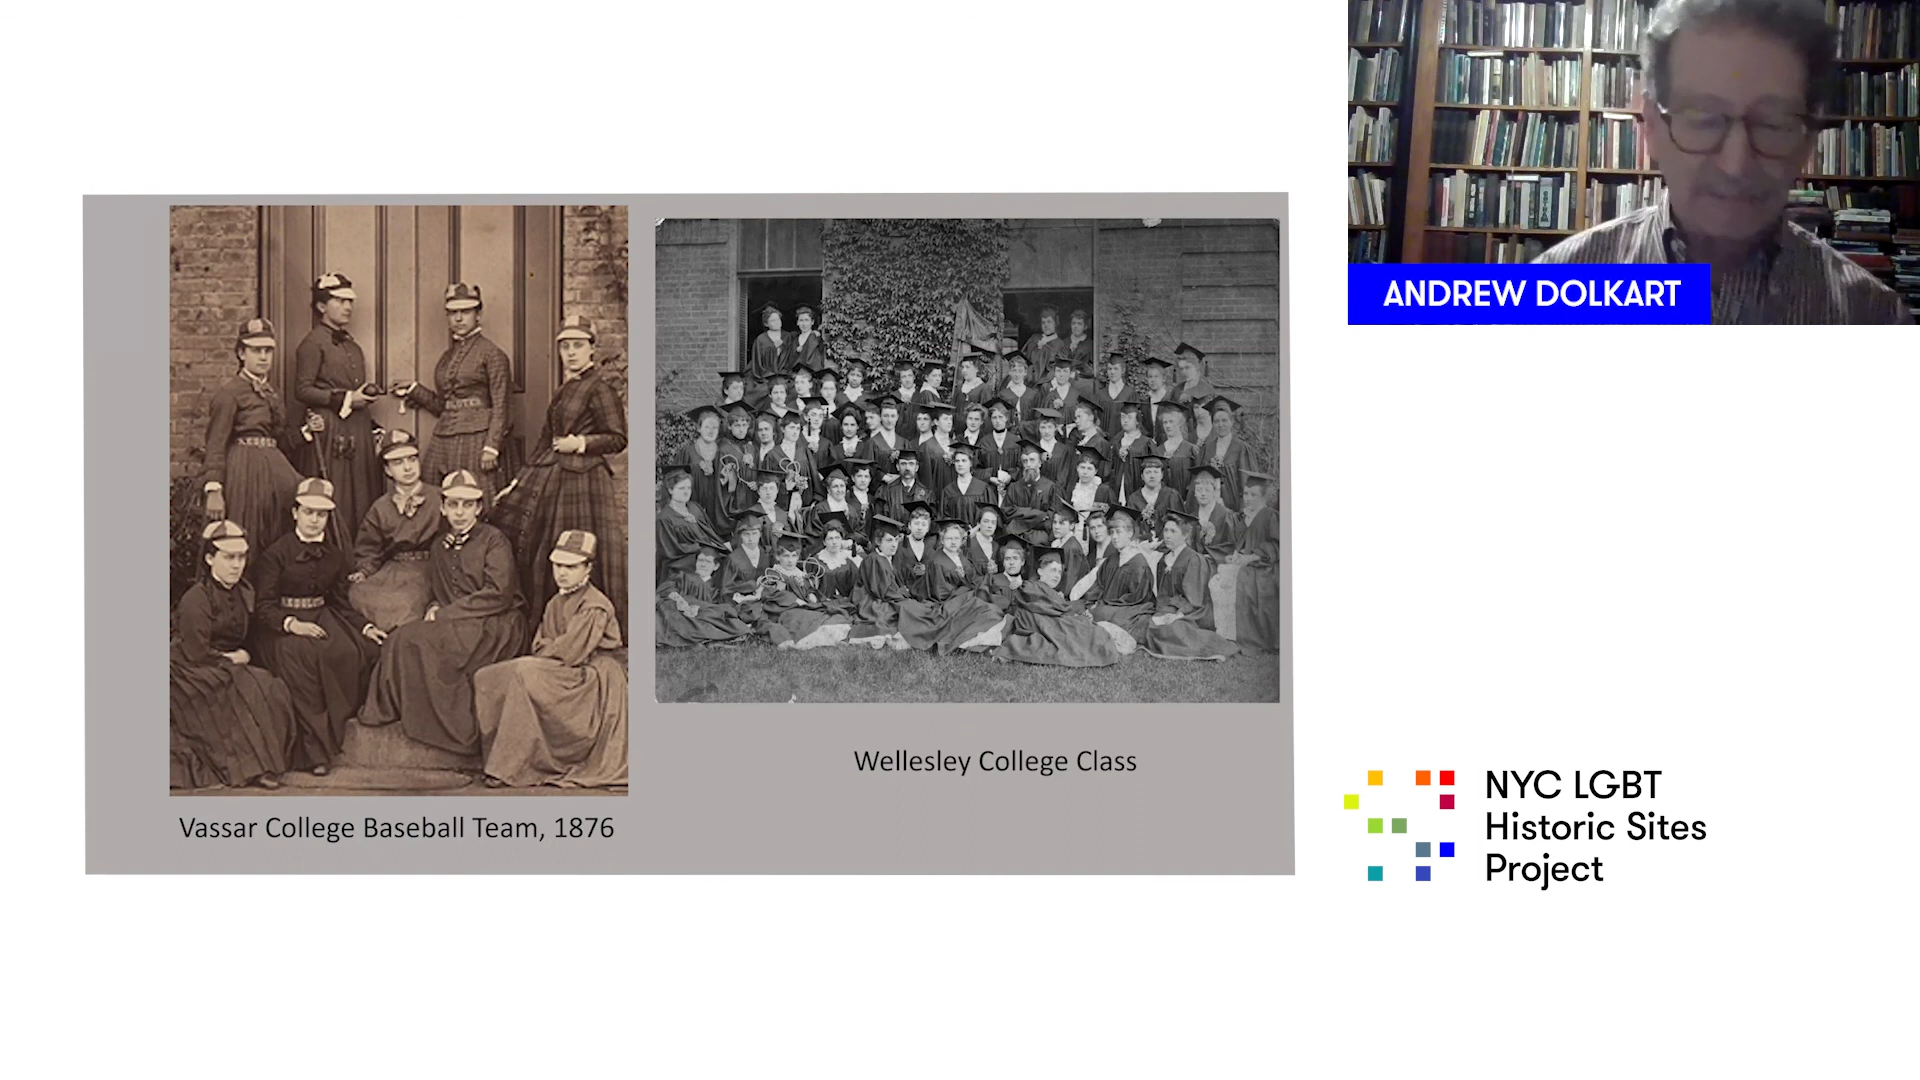 ANDREW DOLKART
Wellesley College Class
Vassar College Baseball Team, 1876
NYC LGBT
Historic Sites
Project